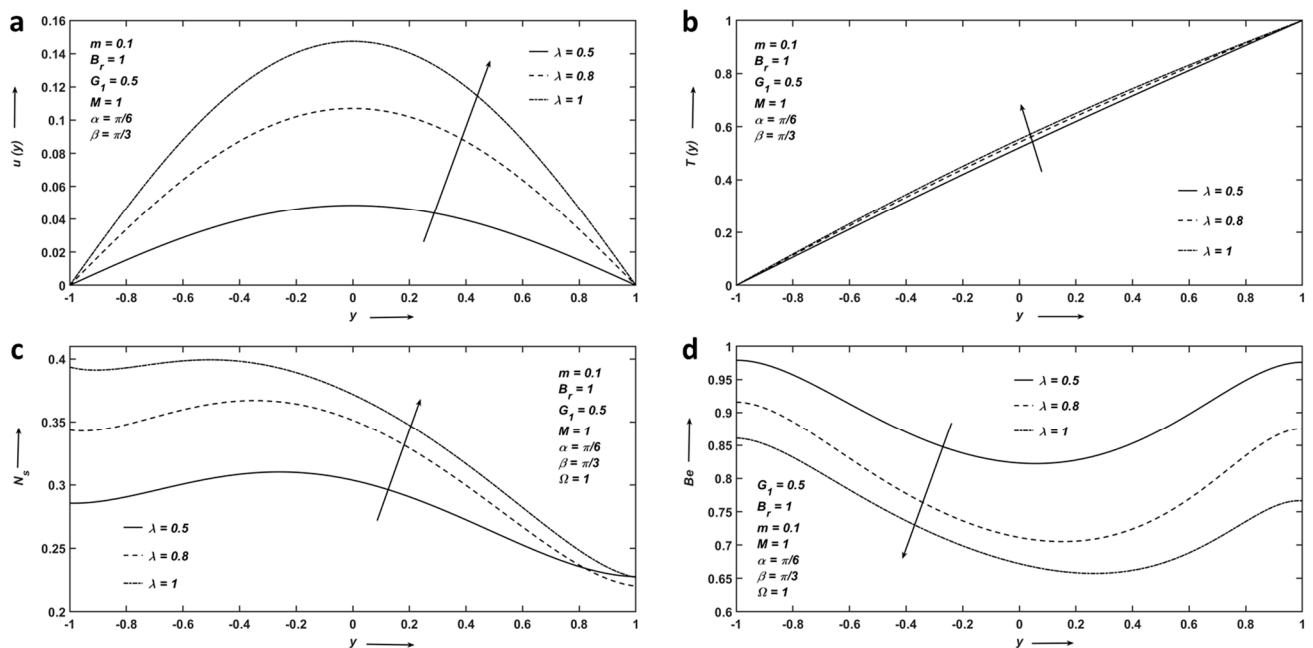 a
0.16
0.14
0.12
0.1
0.08
0.06
0.04
0.02
0
u (y)
m = 0.1
B_r = 1
G_1 = 0.5
M = 1
α = π/6
β = π/3
λ = 0.5
λ = 0.8
λ = 1
-1 -0.8 -0.6 -0.4 -0.2 0 0.2 0.4 0.6 0.8 1
y
b
1
0.8
0.6
0.4
0.2
0
T (y)
m = 0.1
B_r = 1
G_1 = 0.5
M = 1
α = π/6
β = π/3
λ = 0.5
λ = 0.8
λ = 1
-1 -0.8 -0.6 -0.4 -0.2 0 0.2 0.4 0.6 0.8 1
y
c
0.4
0.35
0.3
0.25
0.2
N_s
m = 0.1
B_r = 1
G_1 = 0.5
M = 1
α = π/6
β = π/3
Ω = 1
λ = 0.5
λ = 0.8
λ = 1
-1 -0.8 -0.6 -0.4 -0.2 0 0.2 0.4 0.6 0.8 1
y
d
1
0.95
0.9
0.85
0.8
0.75
0.7
0.65
0.6
Be
λ = 0.5
λ = 0.8
λ = 1
G_1 = 0.5
B_r = 1
m = 0.1
M = 1
α = π/6
β = π/3
Ω = 1
-1 -0.8 -0.6 -0.4 -0.2 0 0.2 0.4 0.6 0.8 1
y